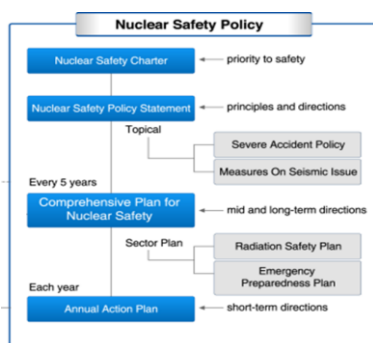 Nuclear Safety Policy
Nuclear Safety Charter
priority to safety
Nuclear Safety Policy Statement
principles and directions
Topical
Severe Accident Policy
Measures On Seismic Issue
Every 5 years
Comprehensive Plan for
Nuclear Safety
mid and long-term directions
Sector Plan
Radiation Safety Plan
Emergency
Preparedness Plan
Each year
Annual Action Plan
short-term directions